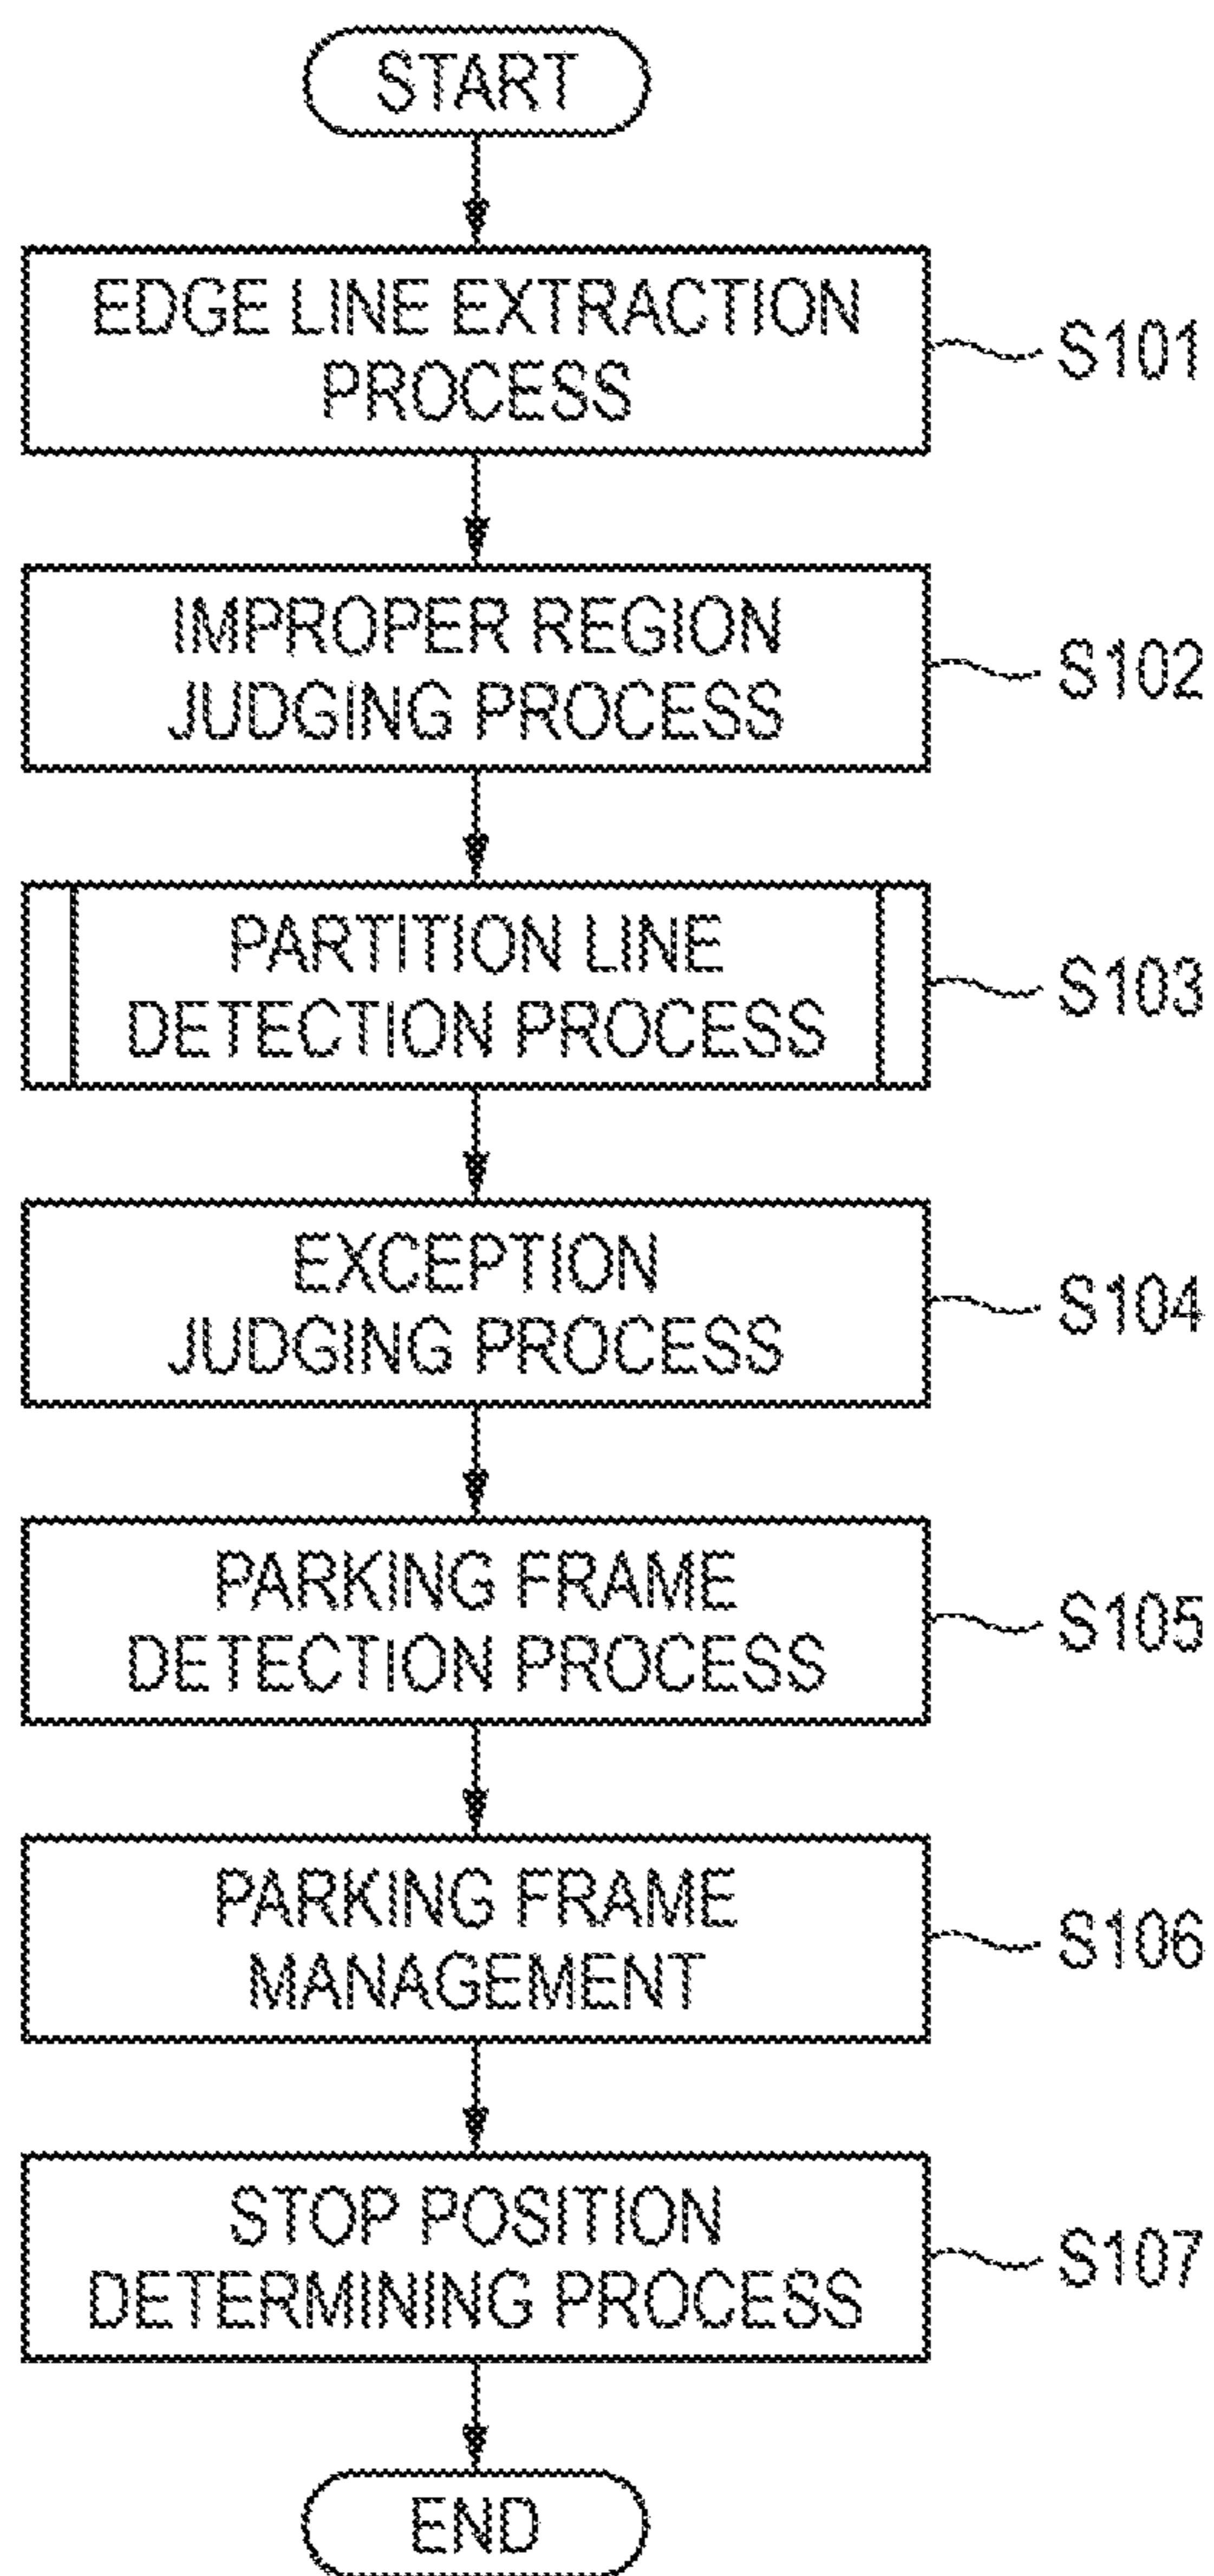 START
EDGE LINE EXTRACTION
PROCESS
S101
IMPROPER REGION
JUDGING PROCESS
S102
PARTITION LINE
DETECTION PROCESS
S103
EXCEPTION
JUDGING PROCESS
S104
PARKING FRAME
DETECTION PROCESS
S105
PARKING FRAME
MANAGEMENT
S106
STOP POSITION
DETERMINING PROCESS
S107
END